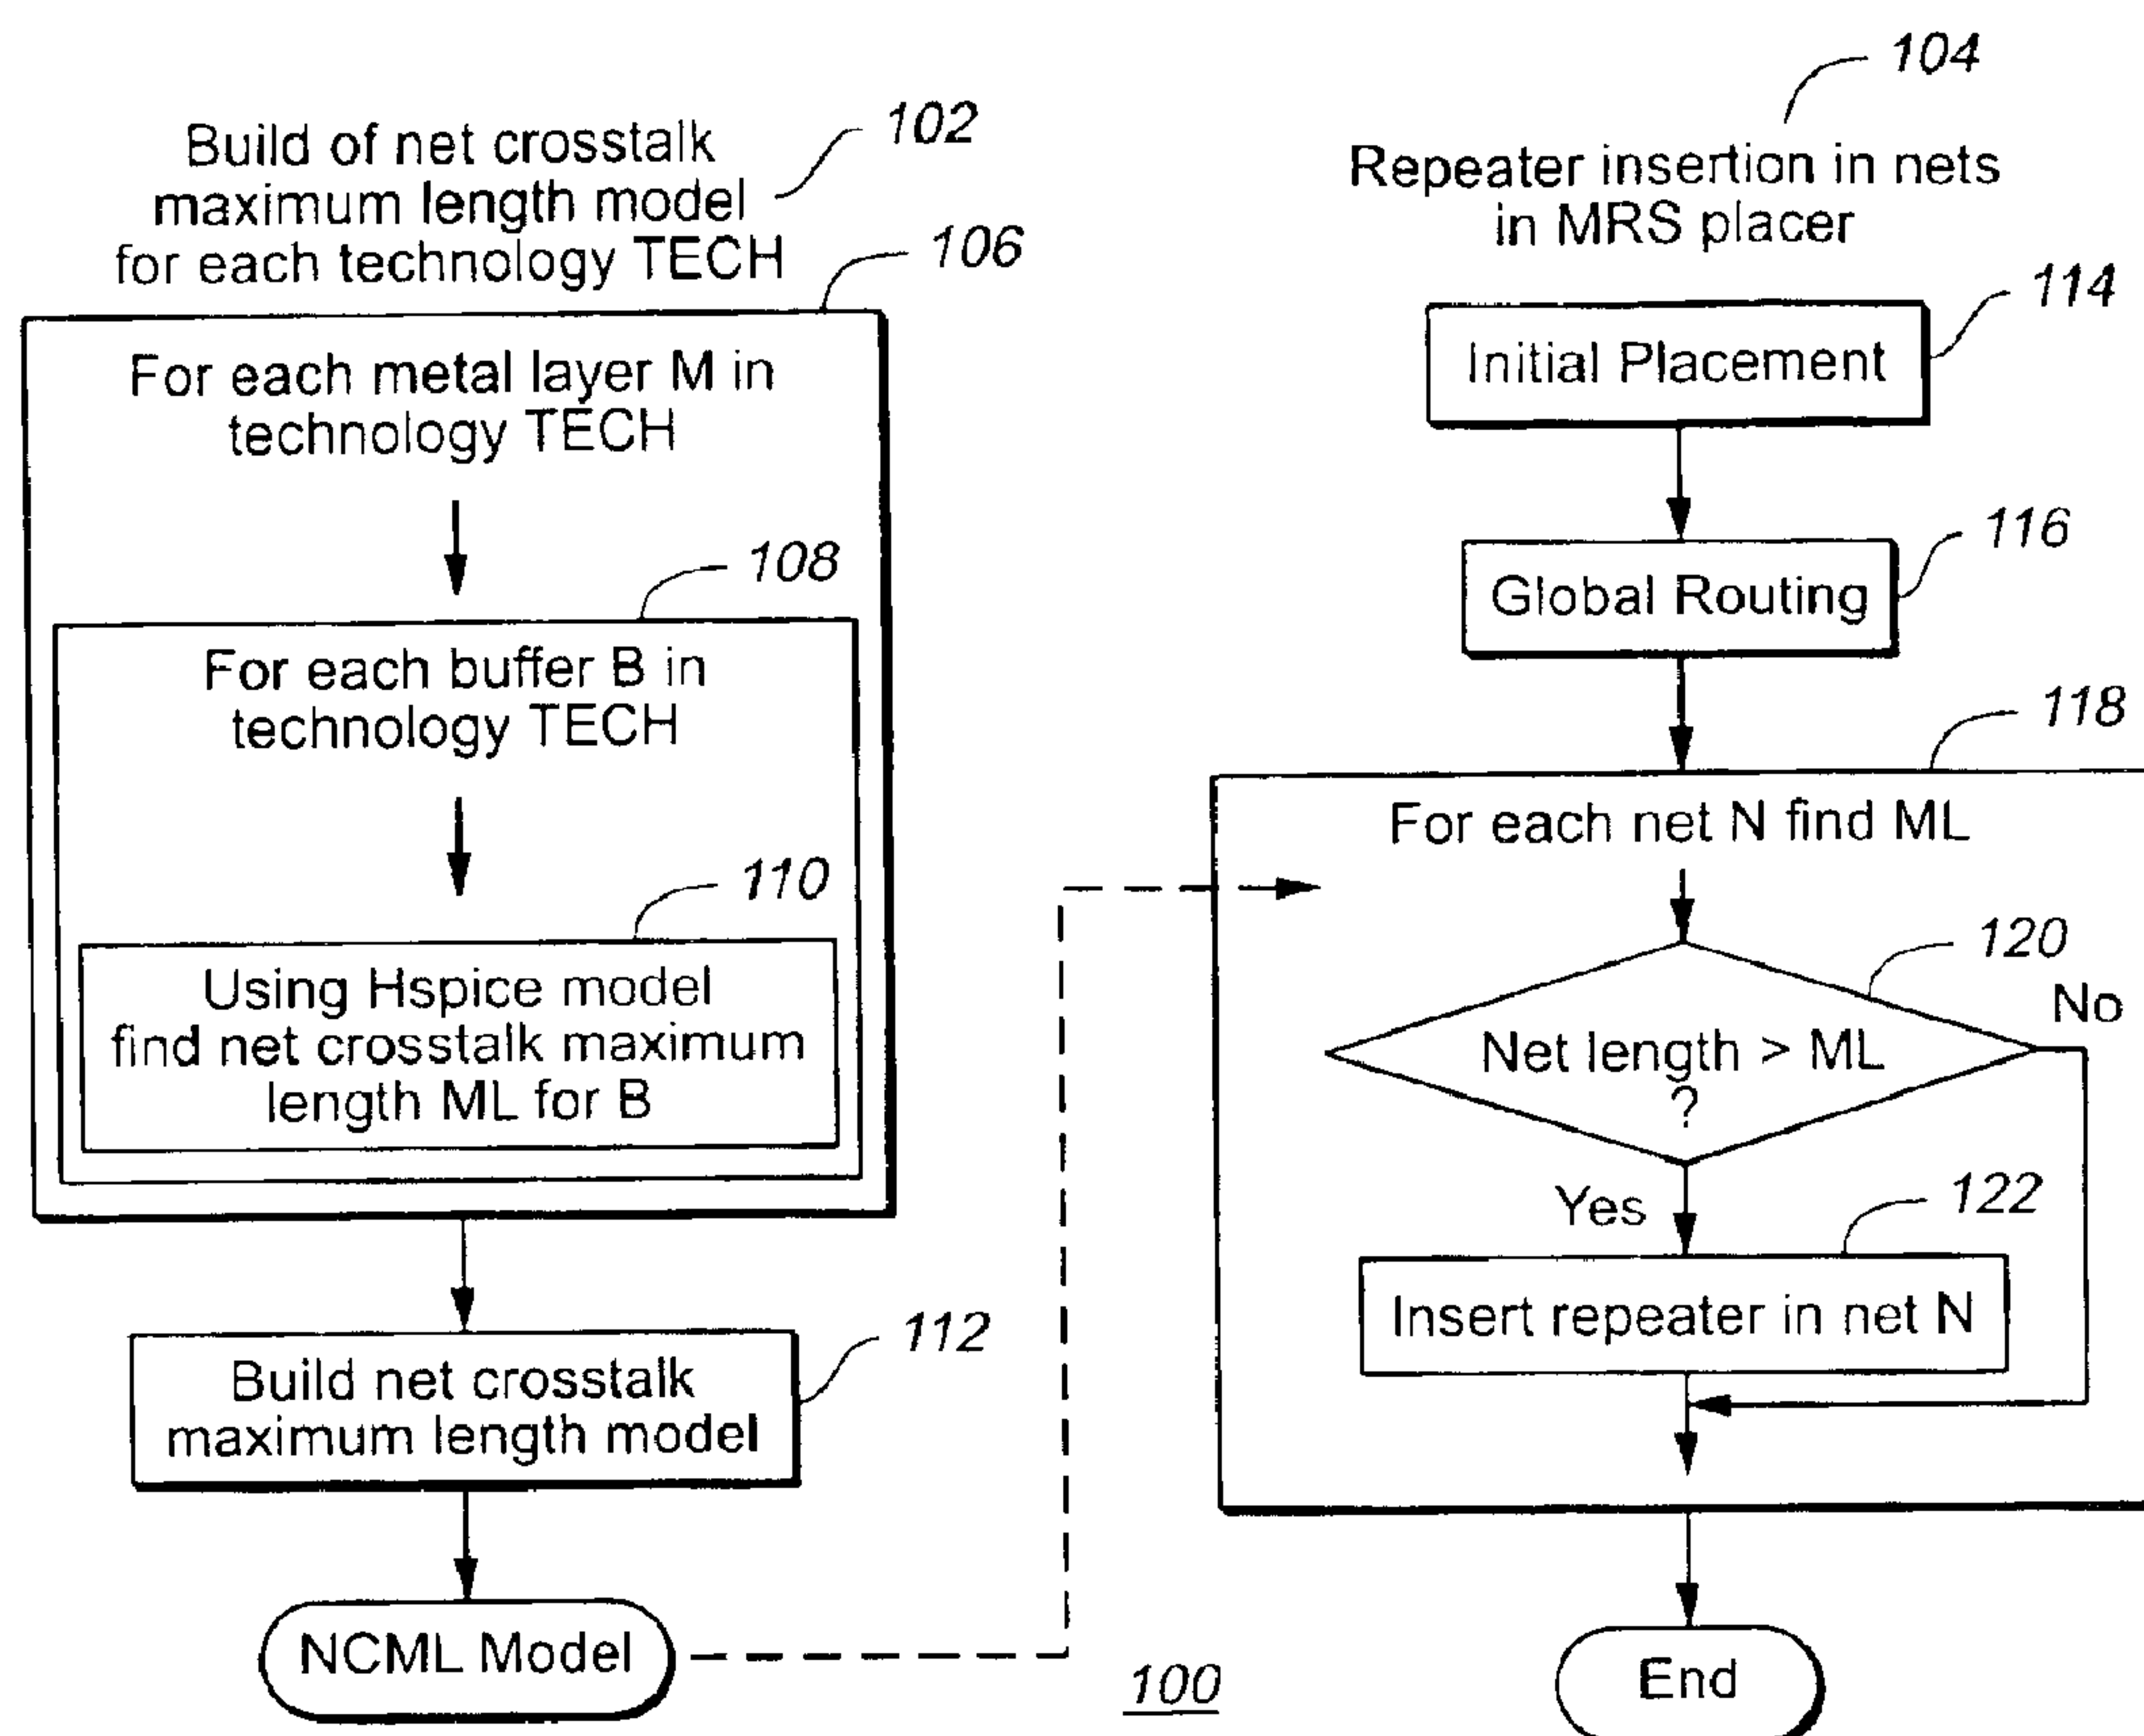 Build of net crosstalk
maximum length model
for each technology TECH
102
106
For each metal layer M in
technology TECH
108
For each buffer B in
technology TECH
110
Using Hspice model
find net crosstalk maximum
length ML for B
112
Build net crosstalk
maximum length model
NCML Model
100
104
Repeater insertion in nets
in MRS placer
114
Initial Placement
116
Global Routing
118
For each net N find ML
120
No
Net length > ML
?
Yes
122
Insert repeater in net N
End